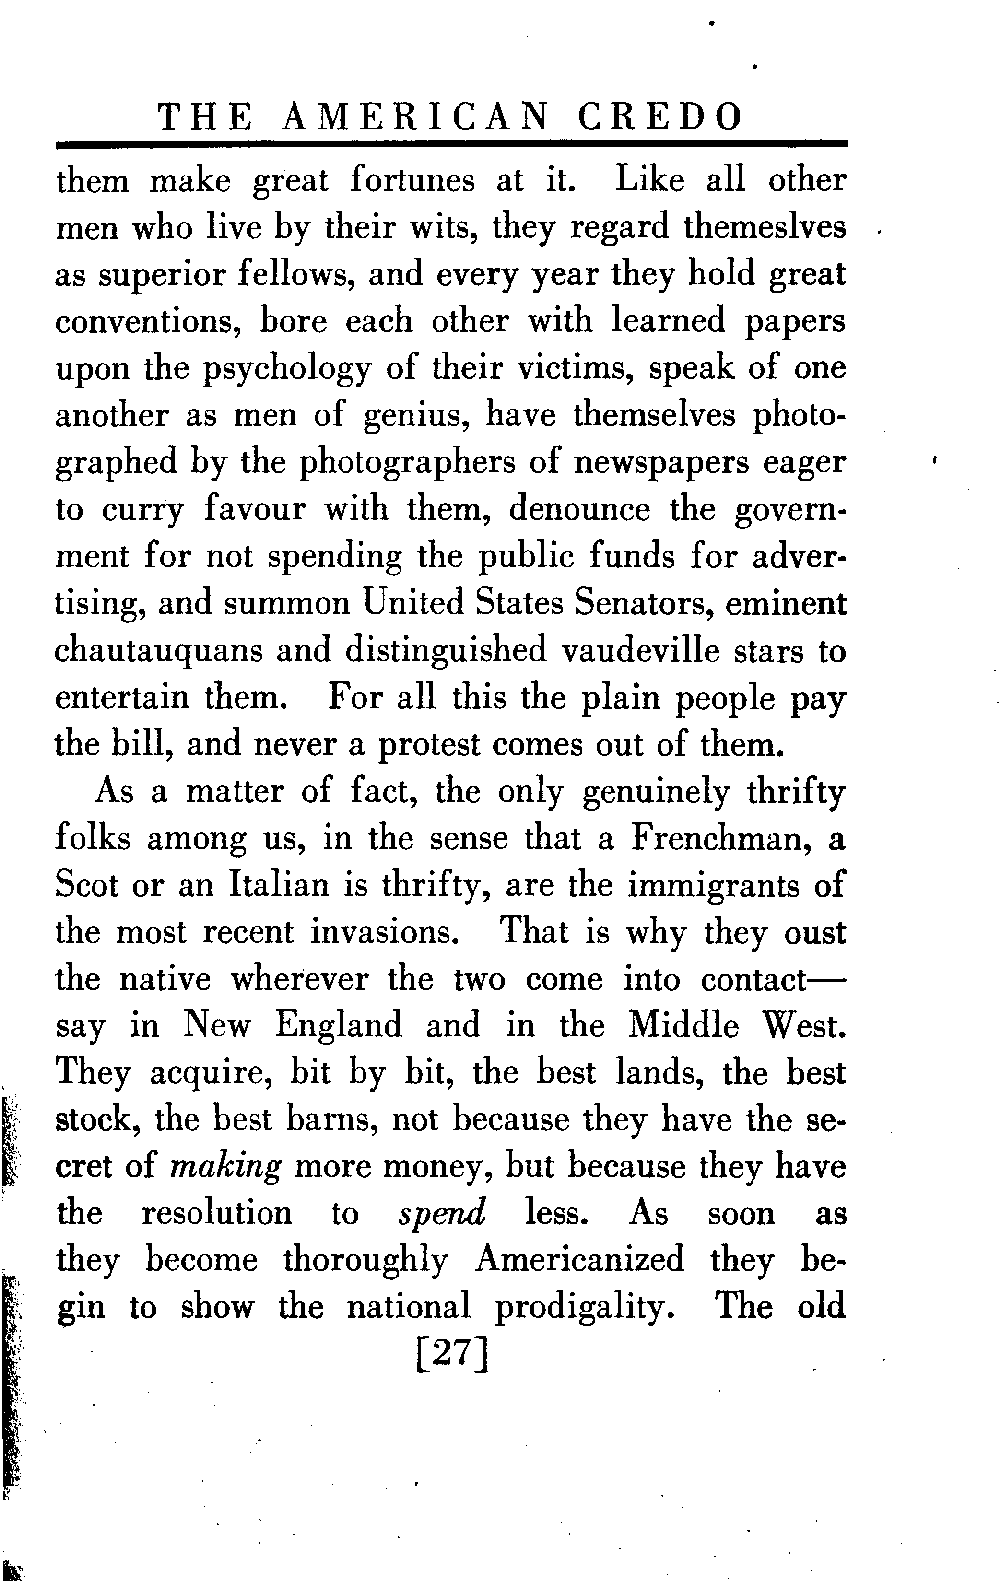 THE AMERICAN CREDO
them make great fortunes at it. Like all other
men who live by their wits, they regard themeslves
as superior fellows, and every year they hold great
conventions, bore each other with learned papers
upon the psychology of their victims, speak of one
another as men of genius, have themselves photo-
graphed by the photographers of newspapers eager
to curry favour with them, denounce the govern-
ment for not spending the public funds for adver-
tising, and summon United States Senators, eminent
chautauquans and distinguished vaudeville stars to
entertain them. For all this the plain people pay
the bill, and never a protest comes out of them.
As a matter of fact, the only genuinely thrifty
folks among us, in the sense that a Frenchman, a
Scot or an Italian is thrifty, are the immigrants of
the most recent invasions. That is why they oust
the native wherever the two come into contact—
say in New England and in the Middle West.
They acquire, bit by bit, the best lands, the best
stock, the best barns, not because they have the se-
cret of making more money, but because they have
the resolution to spend less. As soon as
they become thoroughly Americanized they be-
gin to show the national prodigality. The old
[27]